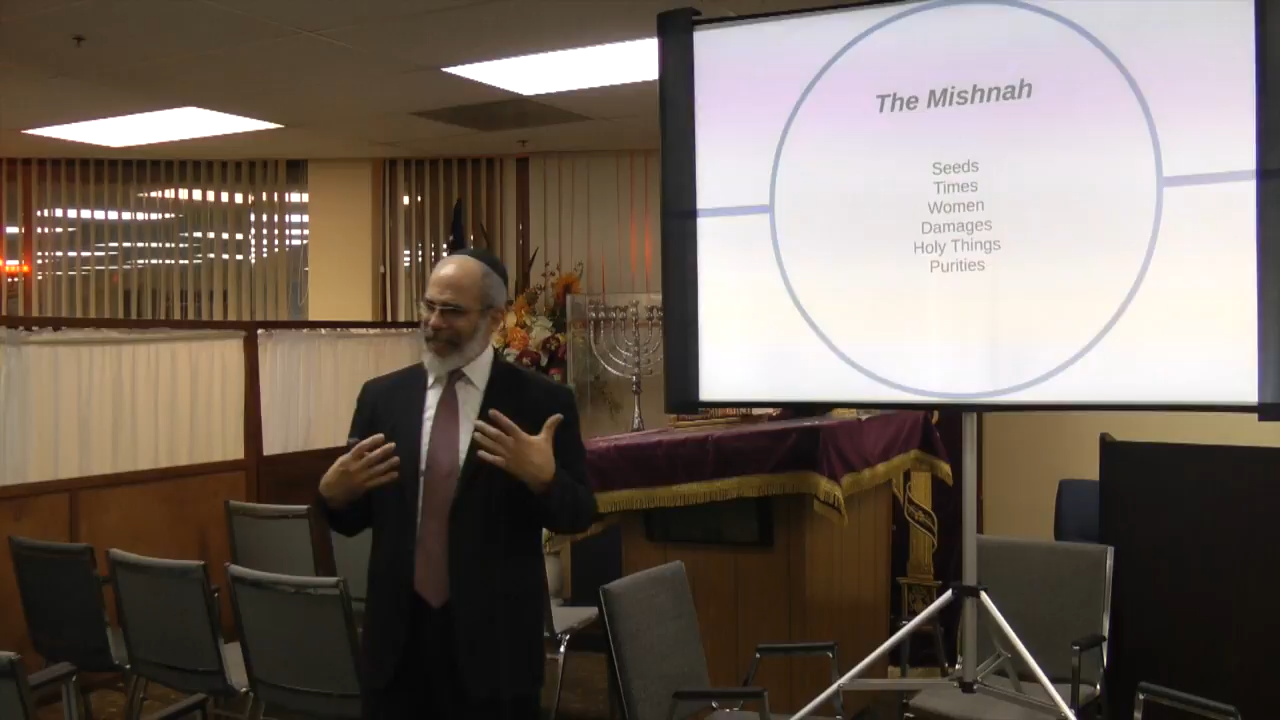 The Mishnah
Seeds
Times
Women
Damages
Holy Things
Purities